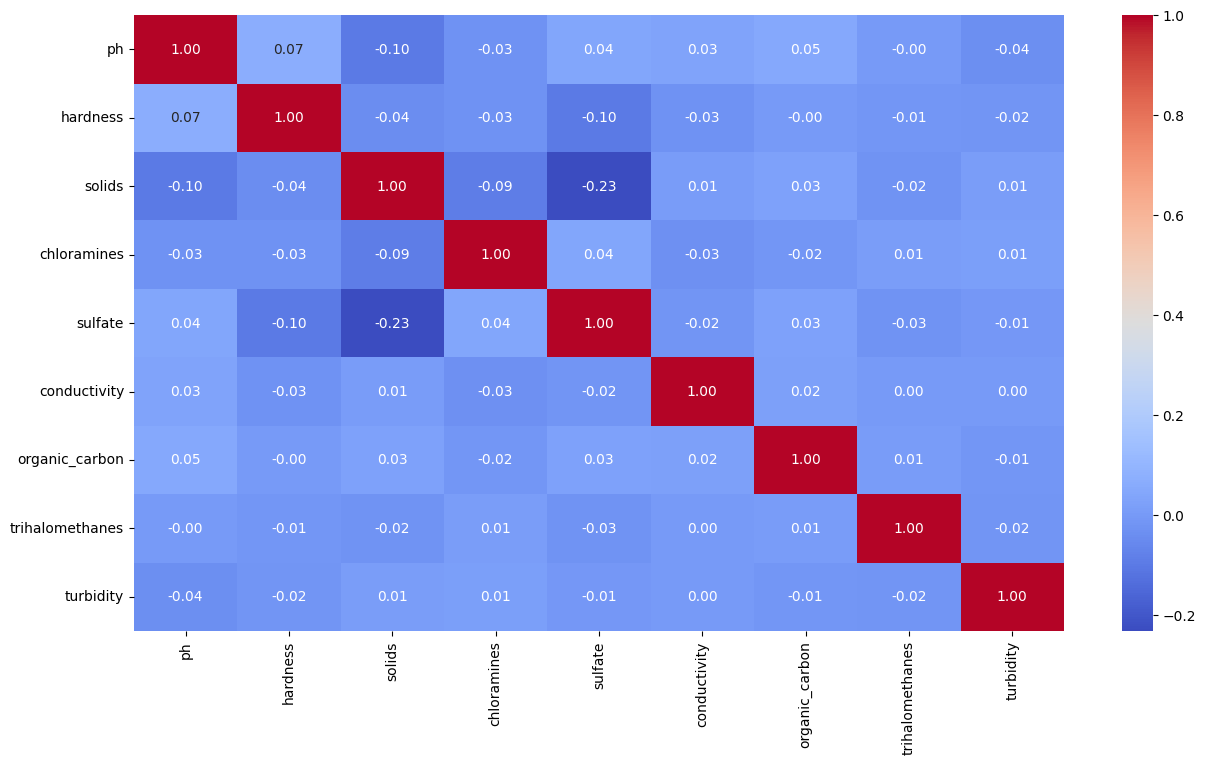 ph 1.00 0.07 -0.10 -0.03 0.04 0.03 0.05 -0.00 -0.04
hardness 0.07 1.00 -0.04 -0.03 -0.10 -0.03 -0.00 -0.01 -0.02
solids -0.10 -0.04 1.00 -0.09 -0.23 0.01 0.03 -0.02 0.01
chloramines -0.03 -0.03 -0.09 1.00 0.04 -0.03 -0.02 0.01 0.01
sulfate 0.04 -0.10 -0.23 0.04 1.00 -0.02 0.03 -0.03 -0.01
conductivity 0.03 -0.03 0.01 -0.03 -0.02 1.00 0.02 0.00 0.00
organic_carbon 0.05 -0.00 0.03 -0.02 0.03 0.02 1.00 0.01 -0.01
trihalomethanes -0.00 -0.01 -0.02 0.01 -0.03 0.00 0.01 1.00 -0.02
turbidity -0.04 -0.02 0.01 0.01 -0.01 0.00 -0.01 -0.02 1.00
ph
hardness
solids
chloramines
sulfate
conductivity
organic_carbon
trihalomethanes
turbidity
1.0
0.8
0.6
0.4
0.2
0.0
−0.2